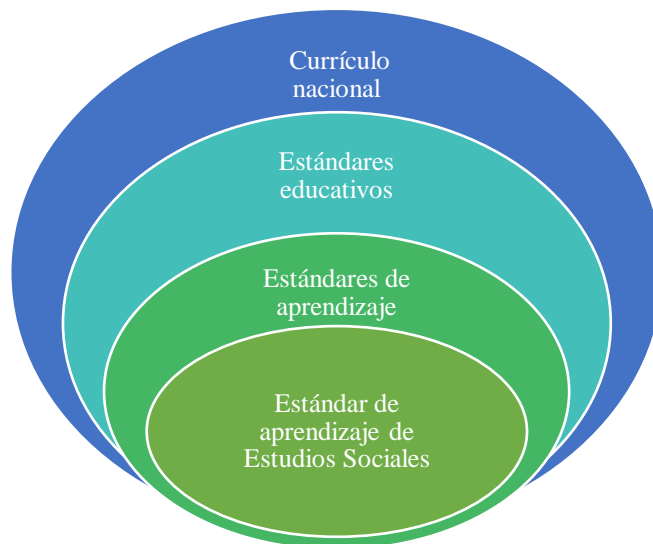 Currículo
nacional
Estándares
educativos
Estándares de
aprendizaje
Estándar de
aprendizaje de
Estudios Sociales